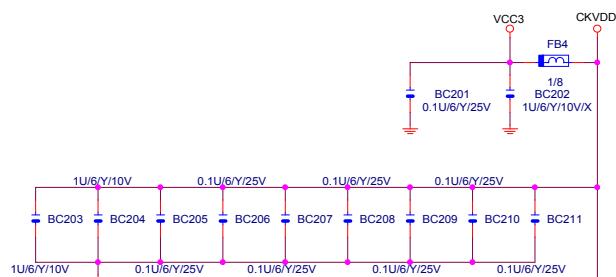 VCC3 CKVDD
FB4
1/8
BC201 BC202
0.1U/6/Y/25V 1U/6/Y/10V/X
1U/6/Y/10V 0.1U/6/Y/25V 0.1U/6/Y/25V 0.1U/6/Y/25V
BC203 BC204 BC205 BC206 BC207 BC208 BC209 BC210 BC211
1U/6/Y/10V 0.1U/6/Y/25V 0.1U/6/Y/25V 0.1U/6/Y/25V 0.1U/6/Y/25V